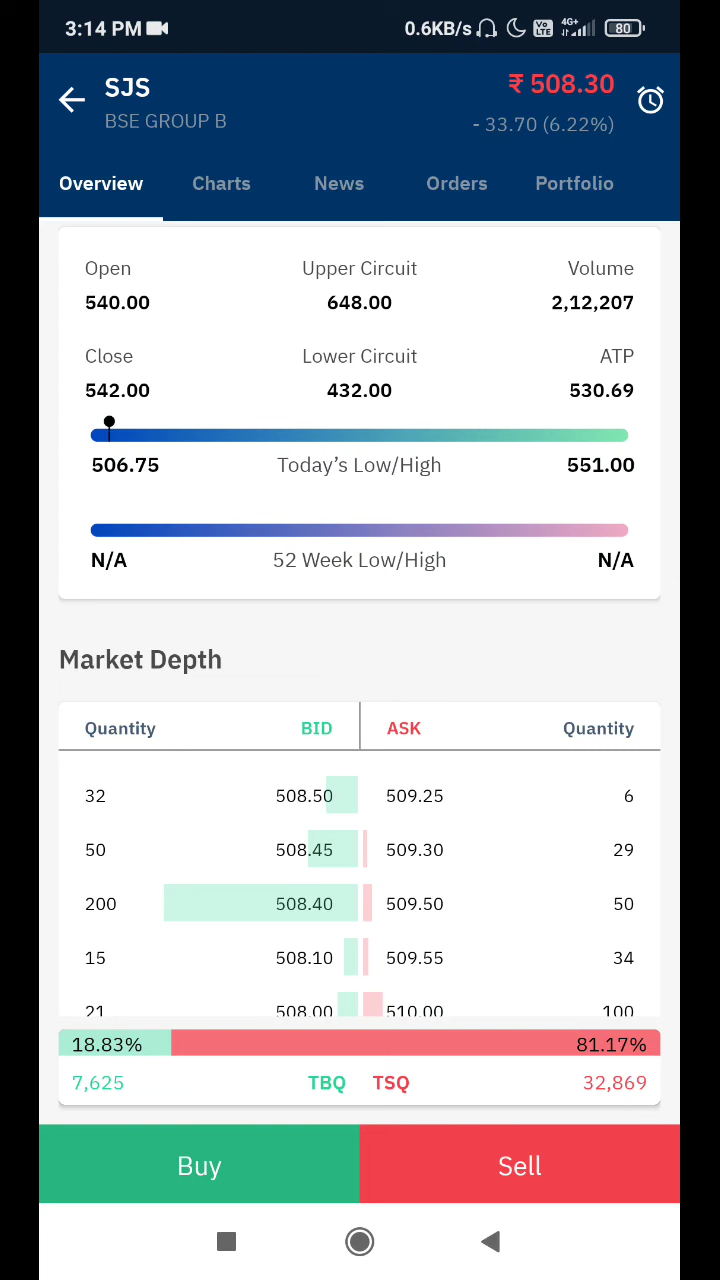 3:14 PM 0.6KB/s Vo LTE 4G+ 80
SJS ₹ 508.30
BSE GROUP B - 33.70 (6.22%)
Overview Charts News Orders Portfolio
Open Upper Circuit Volume
540.00 648.00 2,12,207
Close Lower Circuit ATP
542.00 432.00 530.69
506.75 Today’s Low/High 551.00
N/A 52 Week Low/High N/A
Market Depth
Quantity BID ASK Quantity
32 508.50 509.25 6
50 508.45 509.30 29
200 508.40 509.50 50
15 508.10 509.55 34
21 508.00 510.00 100
18.83% 81.17%
7,625 TBQ TSQ 32,869
Buy Sell